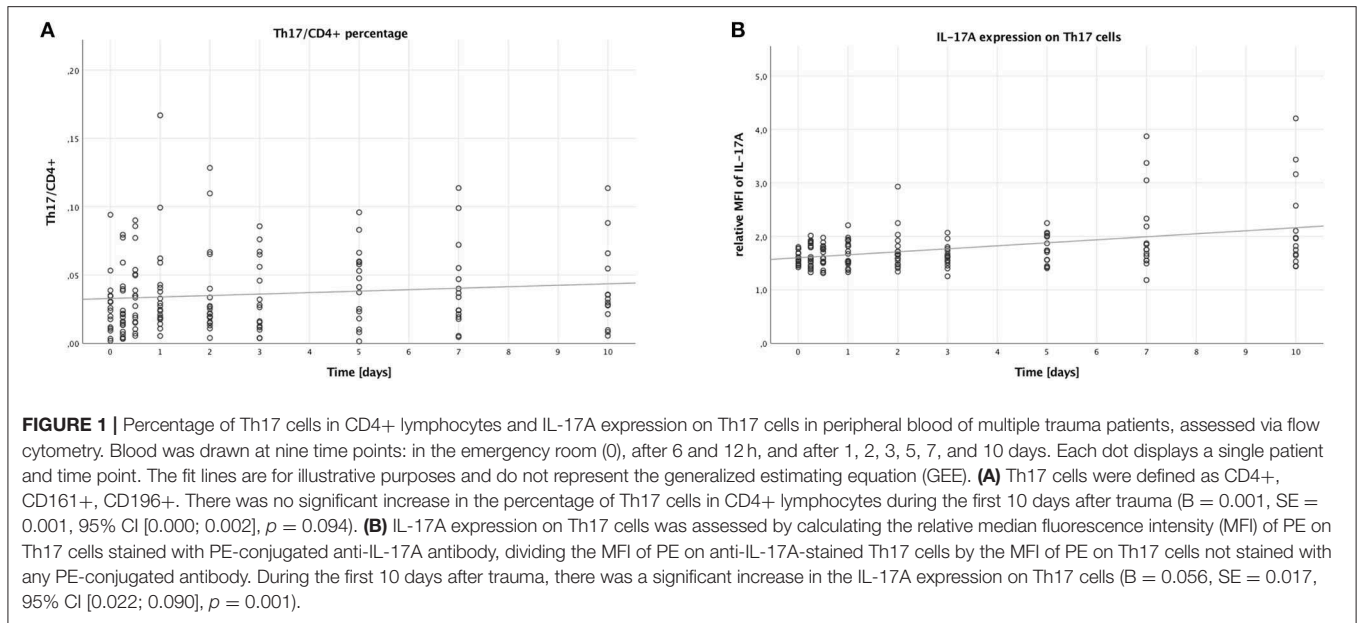 A
Th17/CD4+ percentage
,20
,15
,10
,05
,00
Th17/CD4+
0 1 2 3 4 5 6 7 8 9 10
Time [days]
B
IL-17A expression on Th17 cells
5,0
4,0
3,0
2,0
1,0
,0
relative MFI of IL-17A
0 1 2 3 4 5 6 7 8 9 10
Time [days]
FIGURE 1 | Percentage of Th17 cells in CD4+ lymphocytes and IL-17A expression on Th17 cells in peripheral blood of multiple trauma patients, assessed via flow
cytometry. Blood was drawn at nine time points: in the emergency room (0), after 6 and 12 h, and after 1, 2, 3, 5, 7, and 10 days. Each dot displays a single patient
and time point. The fit lines are for illustrative purposes and do not represent the generalized estimating equation (GEE). (A) Th17 cells were defined as CD4+,
CD161+, CD196+. There was no significant increase in the percentage of Th17 cells in CD4+ lymphocytes during the first 10 days after trauma (B = 0.001, SE =
0.001, 95% CI [0.000; 0.002], p = 0.094). (B) IL-17A expression on Th17 cells was assessed by calculating the relative median fluorescence intensity (MFI) of PE on
Th17 cells stained with PE-conjugated anti-IL-17A antibody, dividing the MFI of PE on anti-IL-17A-stained Th17 cells by the MFI of PE on Th17 cells not stained with
any PE-conjugated antibody. During the first 10 days after trauma, there was a significant increase in the IL-17A expression on Th17 cells (B = 0.056, SE = 0.017,
95% CI [0.022; 0.090], p = 0.001).